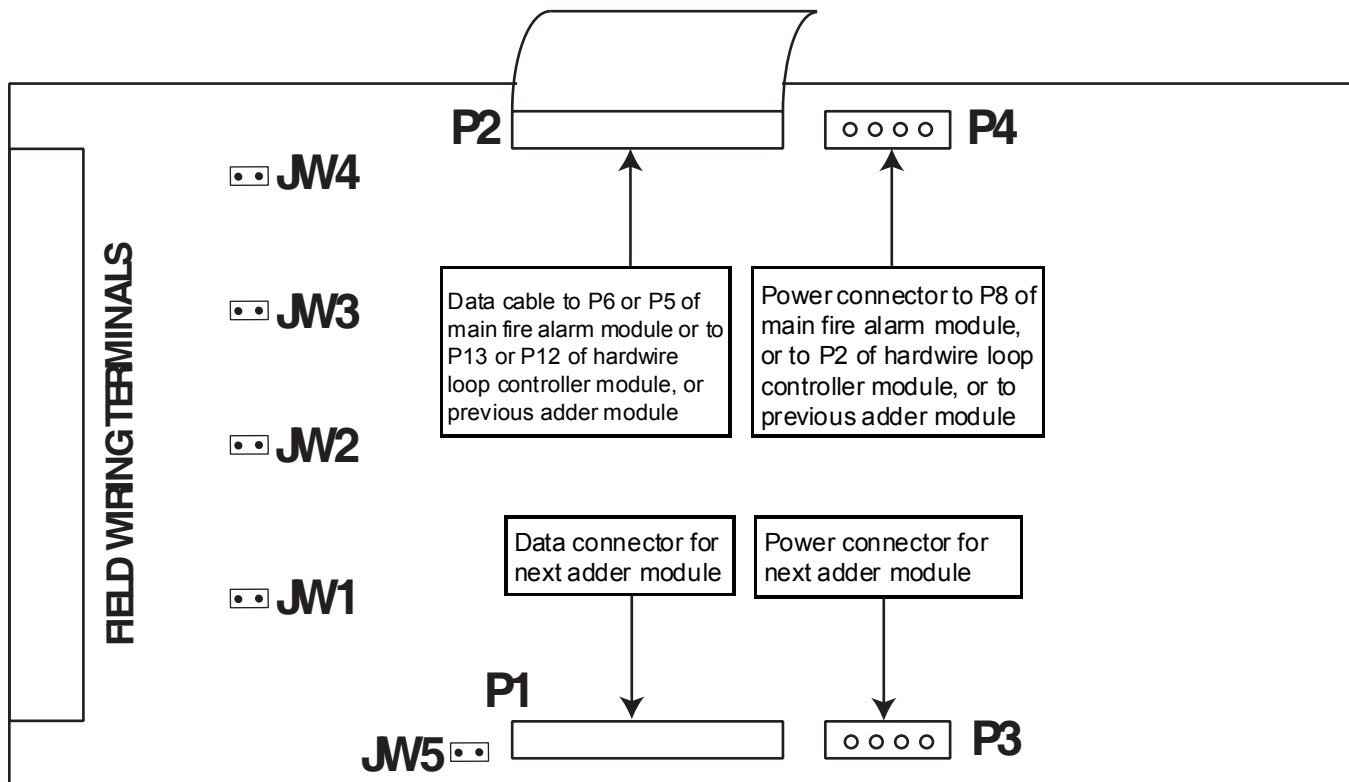 P2
P4
JW4
JW3
JW2
JW1
FIELD WIRING TERMINALS
Data cable to P6 or P5 of
main fire alarm module or to
P13 or P12 of hardwire
loop controller module, or
previous adder module
Power connector to P8 of
main fire alarm module,
or to P2 of hardwire loop
controller module, or to
previous adder module
Data connector for
next adder module
Power connector for
next adder module
P1
JW5
P3